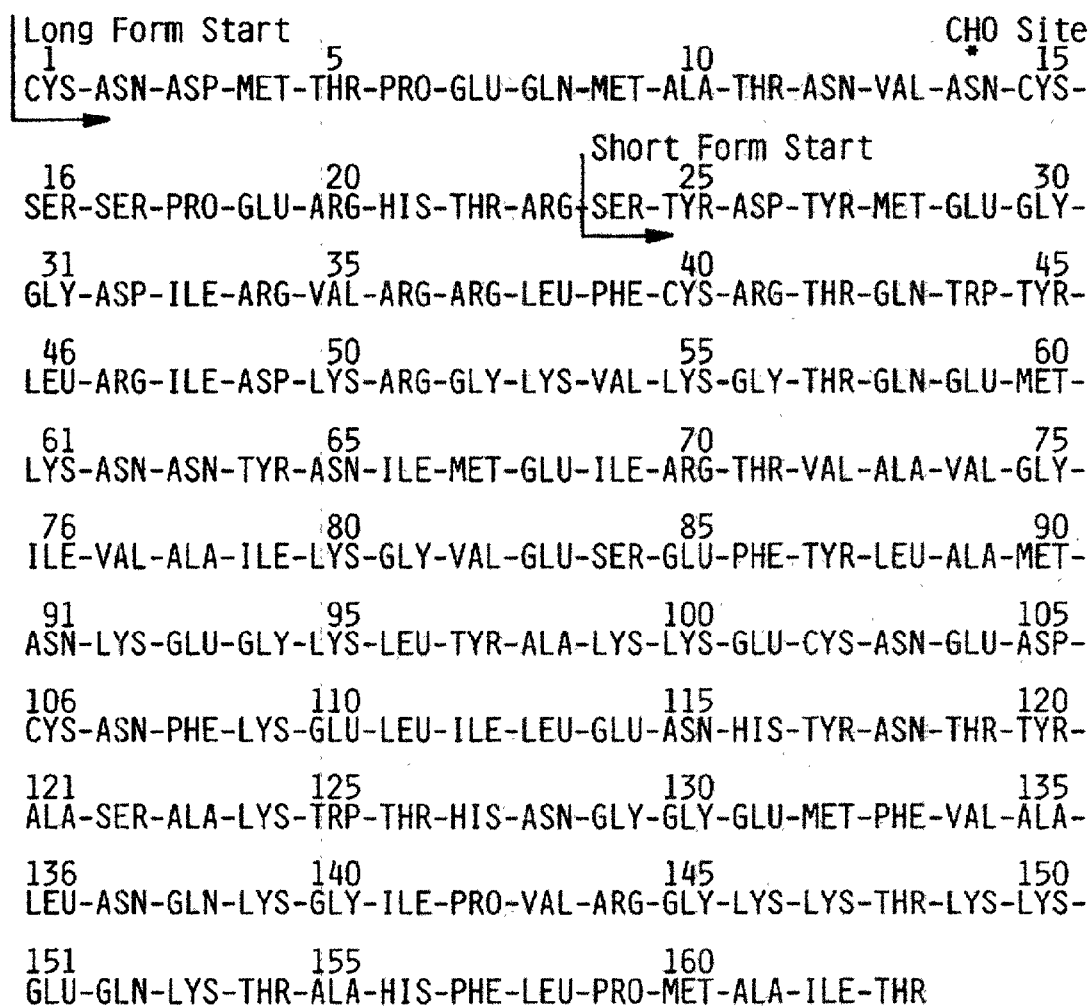 Long Form Start CHO Site
1 5 10 * 15
CYS-ASN-ASP-MET-THR-PRO-GLU-GLN-MET-ALA-THR-ASN-VAL-ASN-CYS-
Short Form Start
16 20 25 30
SER-SER-PRO-GLU-ARG-HIS-THR-ARG-SER-TYR-ASP-TYR-MET-GLU-GLY-
31 35 40 45
GLY-ASP-ILE-ARG-VAL-ARG-ARG-LEU-PHE-CYS-ARG-THR-GLN-TRP-TYR-
46 50 55 60
LEU-ARG-ILE-ASP-LYS-ARG-GLY-LYS-VAL-LYS-GLY-THR-GLN-GLU-MET-
61 65 70 75
LYS-ASN-ASN-TYR-ASN-ILE-MET-GLU-ILE-ARG-THR-VAL-ALA-VAL-GLY-
76 80 85 90
ILE-VAL-ALA-ILE-LYS-GLY-VAL-GLU-SER-GLU-PHE-TYR-LEU-ALA-MET-
91 95 100 105
ASN-LYS-GLU-GLY-LYS-LEU-TYR-ALA-LYS-LYS-GLU-CYS-ASN-GLU-ASP-
106 110 115 120
CYS-ASN-PHE-LYS-GLU-LEU-ILE-LEU-GLU-ASN-HIS-TYR-ASN-THR-TYR-
121 125 130 135
ALA-SER-ALA-LYS-TRP-THR-HIS-ASN-GLY-GLY-GLU-MET-PHE-VAL-ALA-
136 140 145 150
LEU-ASN-GLN-LYS-GLY-ILE-PRO-VAL-ARG-GLY-LYS-LYS-THR-LYS-LYS-
151 155 160
GLU-GLN-LYS-THR-ALA-HIS-PHE-LEU-PRO-MET-ALA-ILE-THR